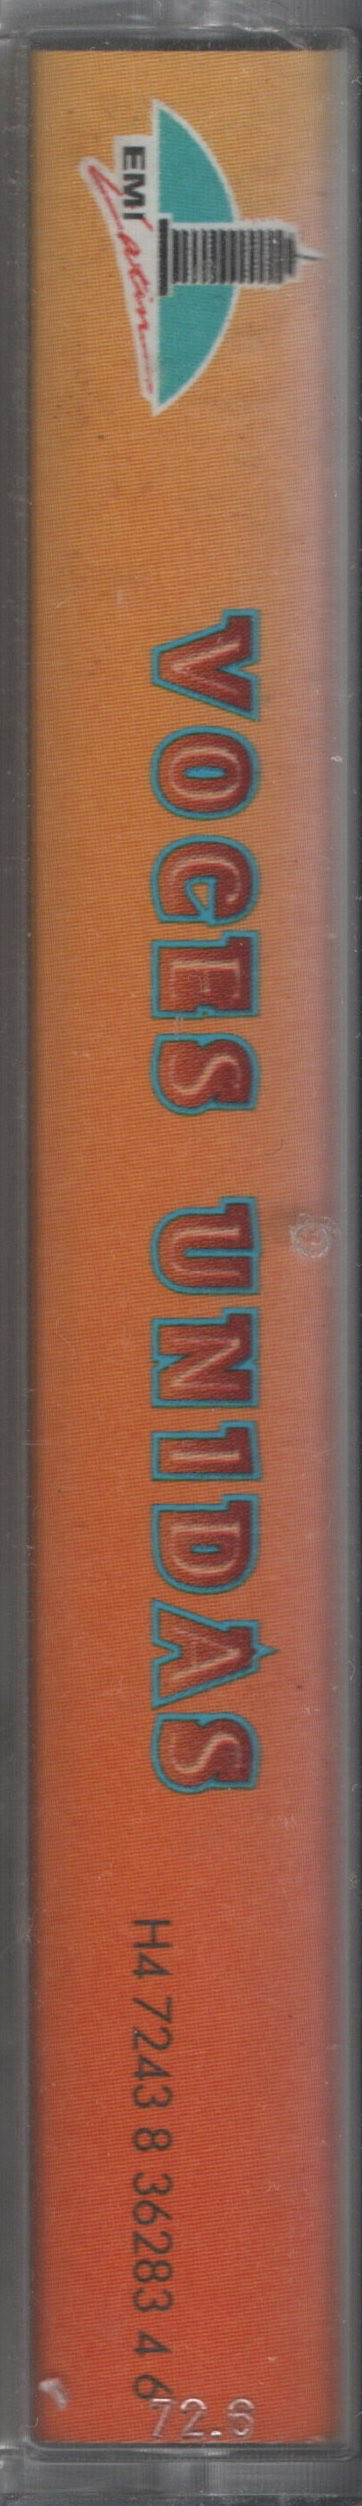 EMI
Latin
VOCES UNIDAS
H4 7243 8 36283 4 6
72.6